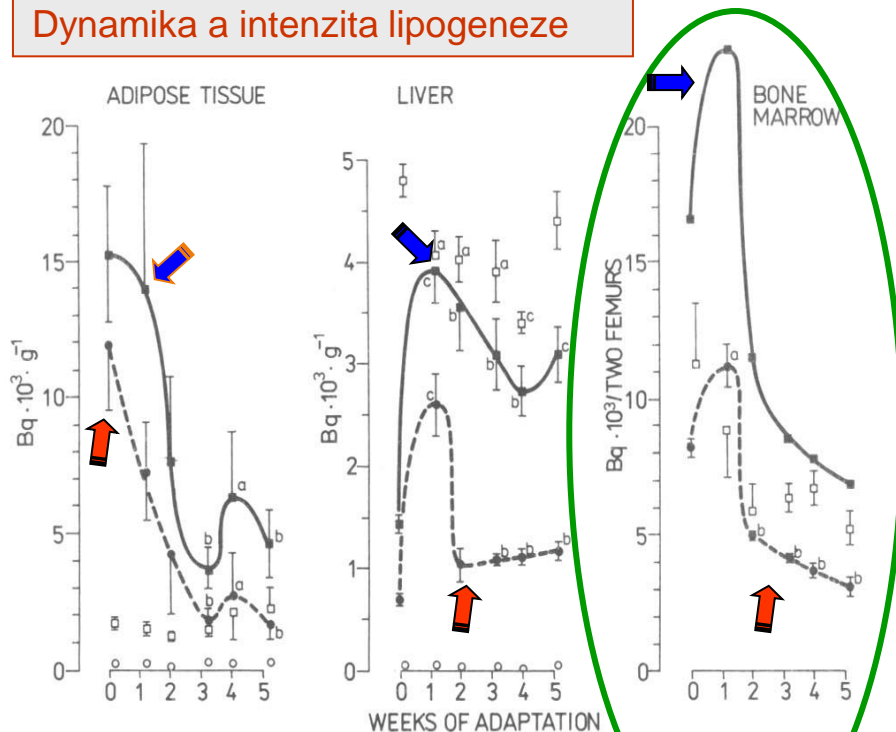 Dynamika a intenzita lipogeneze
ADIPOSE TISSUE
20
15
10
5
0
Bq·10³·g⁻¹
a
b
b
a
b
b
0 1 2 3 4 5
LIVER
5
4
3
2
1
0
Bq·10³·g⁻¹
a
a
a
c
c
b
b
b
c
c
b
b
b
0 1 2 3 4 5
WEEKS OF ADAPTATION
BONE
MARROW
20
15
10
5
0
Bq·10³/TWO FEMURS
a
b
b
b
b
0 1 2 3 4 5